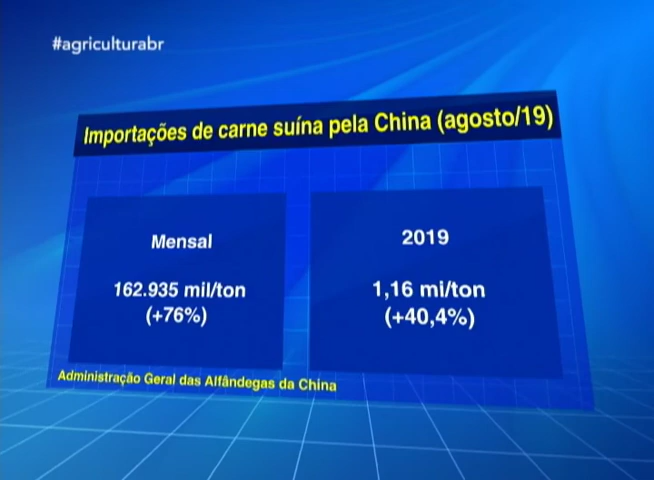 #agriculturabr
Importações de carne suína pela China (agosto/19)
Mensal
162.935 mil/ton
(+76%)
2019
1,16 mi/ton
(+40,4%)
Administração Geral das Alfândegas da China